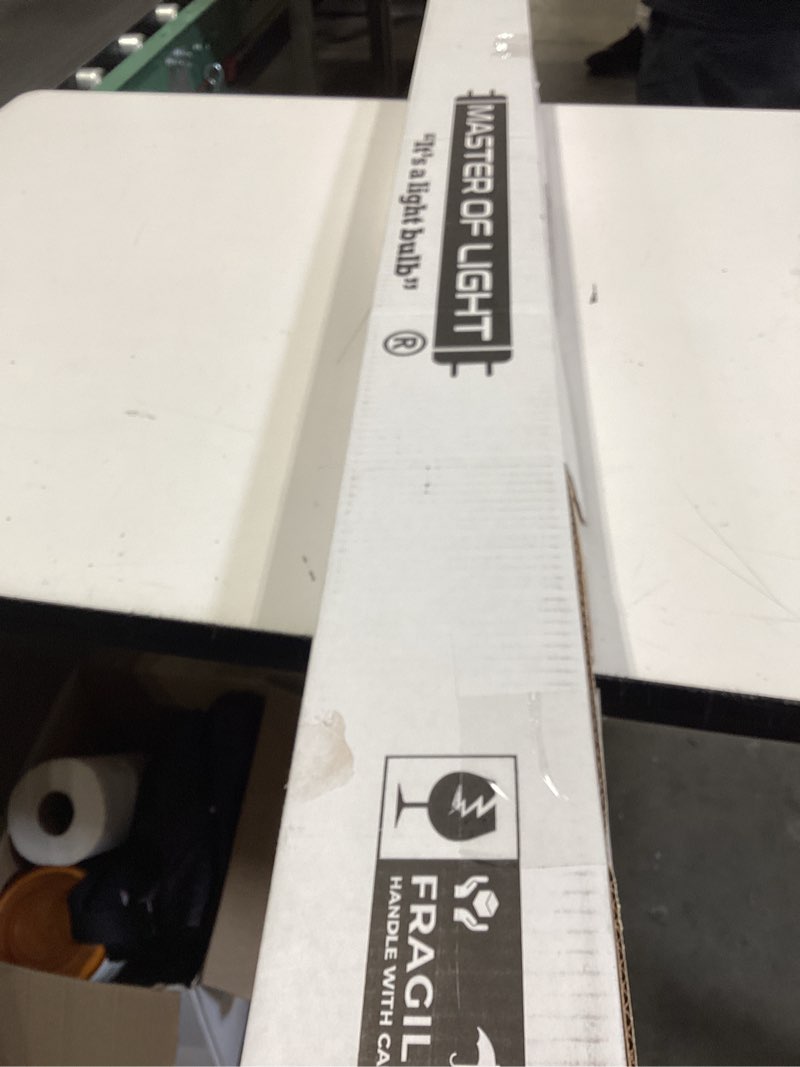 MASTER OF LIGHT
"It's a light bulb"
®
FRAGIL
HANDLE WITH CA